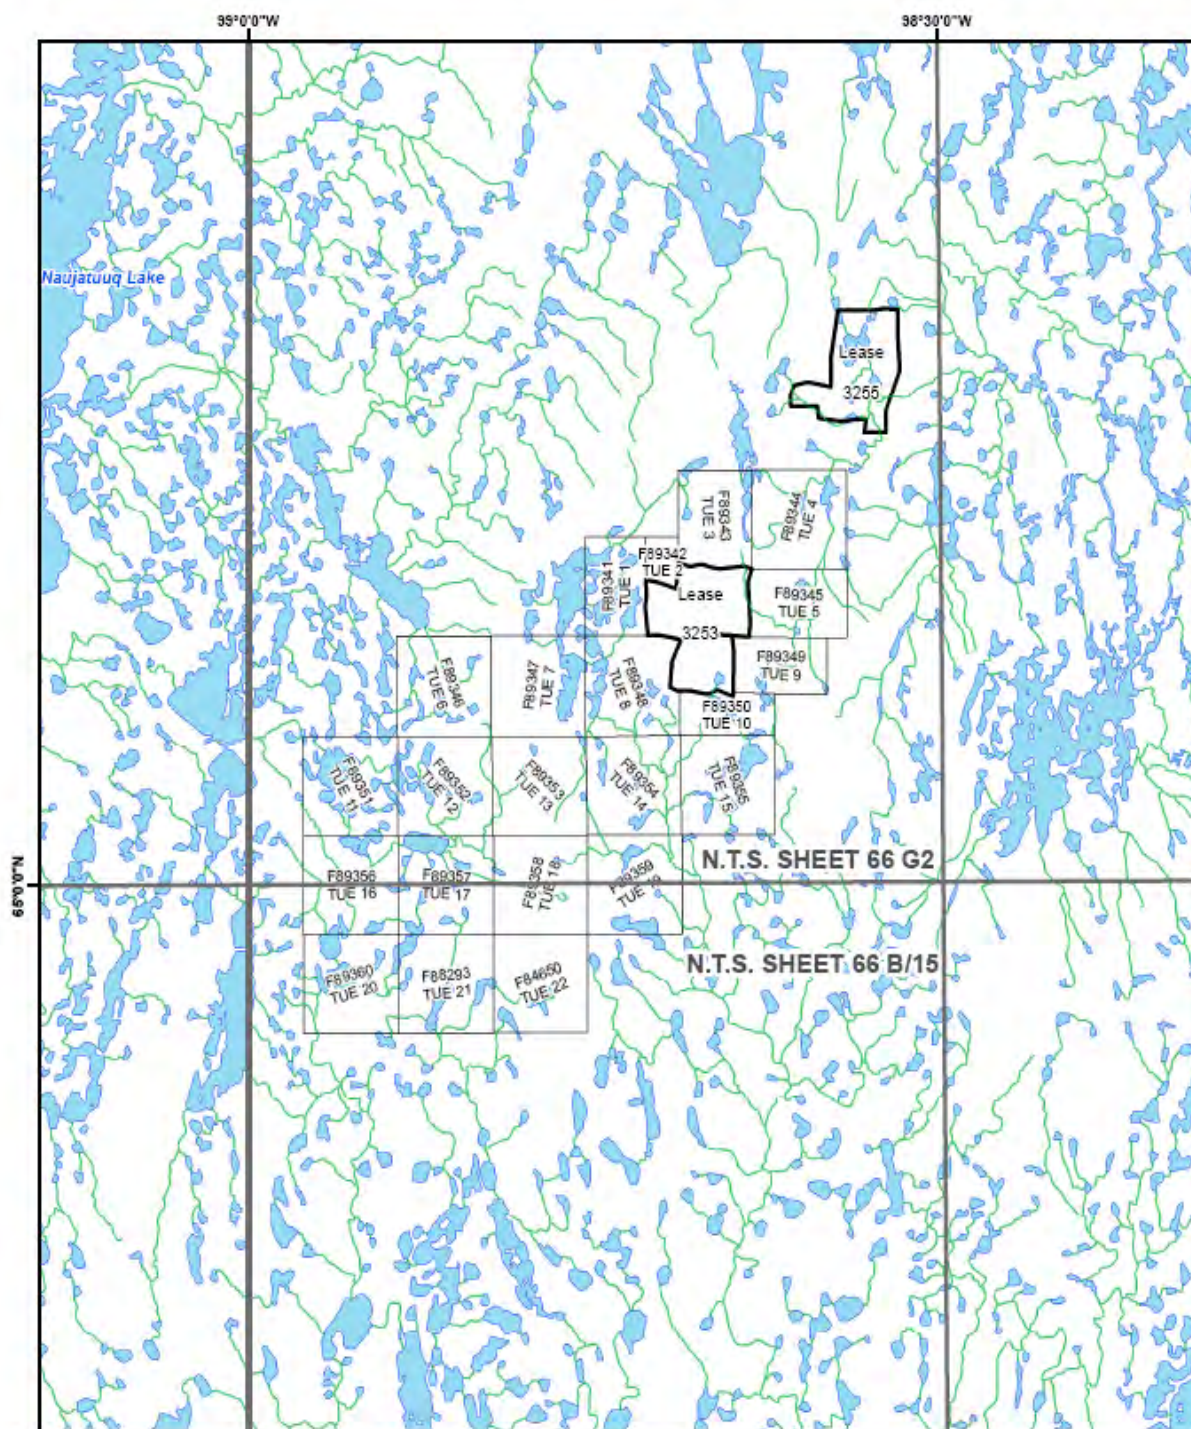 99°0'0"W
98°30'0"W
Naujatuuq Lake
Lease
3255
F89343
TUE 3
F89344
TUE 4
F89342
TUE 2
F89341
TUE 1
Lease
3253
F89345
TUE 5
F89349
TUE 9
F89346
TUE 6
F89347
TUE 7
F89348
TUE 8
F89350
TUE 10
F89351
TUE 11
F89352
TUE 12
F89353
TUE 13
F89354
TUE 14
F89355
TUE 15
N.T.S. SHEET 66 G2
65°0'0"N
F89356
TUE 16
F89357
TUE 17
F89358
TUE 18
F89359
TUE 19
N.T.S. SHEET 66 B/15
F89360
TUE 20
F88293
TUE 21
F84650
TUE 22